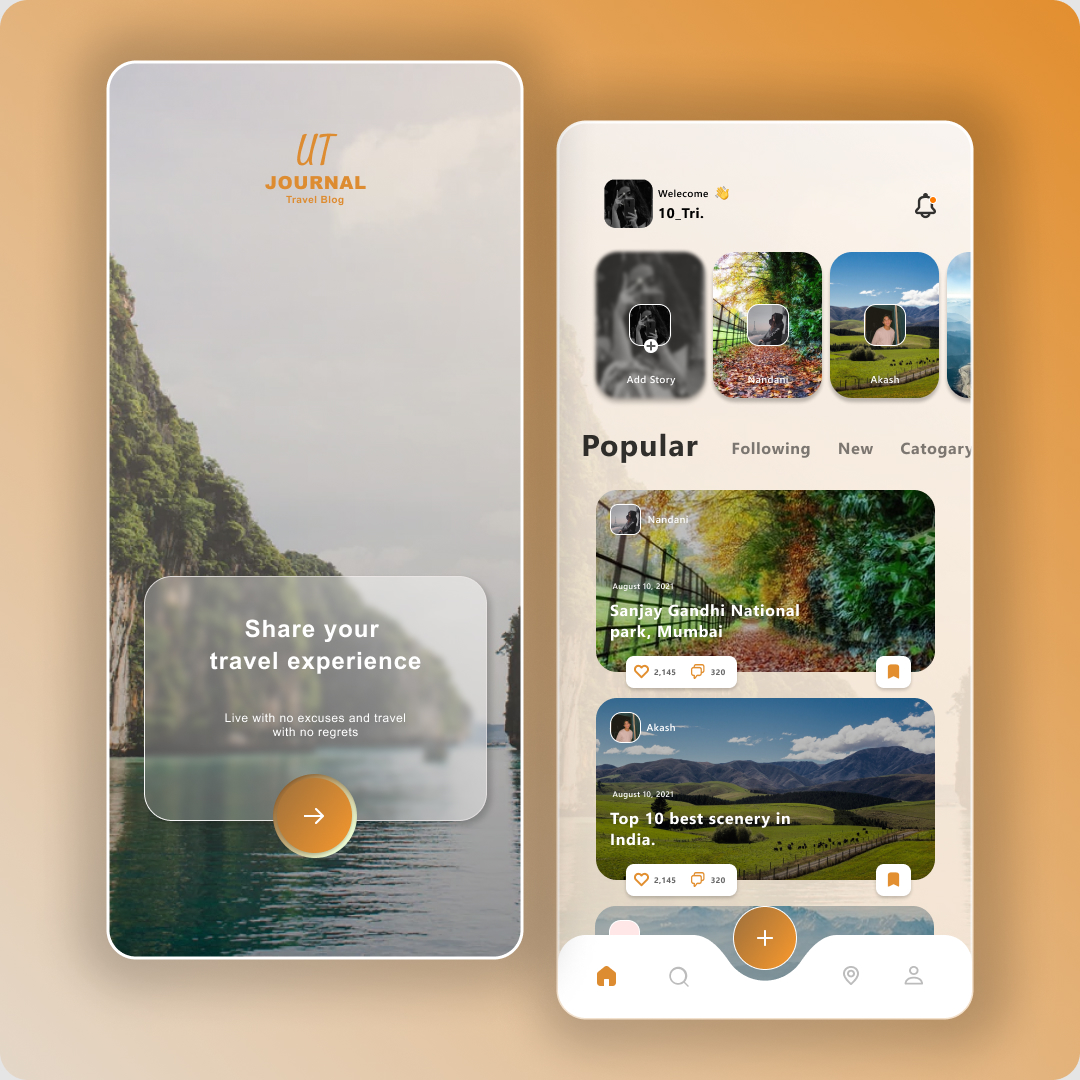 UT
JOURNAL
Travel Blog
Share your
travel experience
Live with no excuses and travel
with no regrets
Welecome 👋
10_Tri.
Add Story
Nandani
Akash
Popular
Following
New
Catogary
Nandani
August 10, 2021
Sanjay Gandhi National
park, Mumbai
2,145
320
Akash
August 10, 2021
Top 10 best scenery in
India.
2,145
320